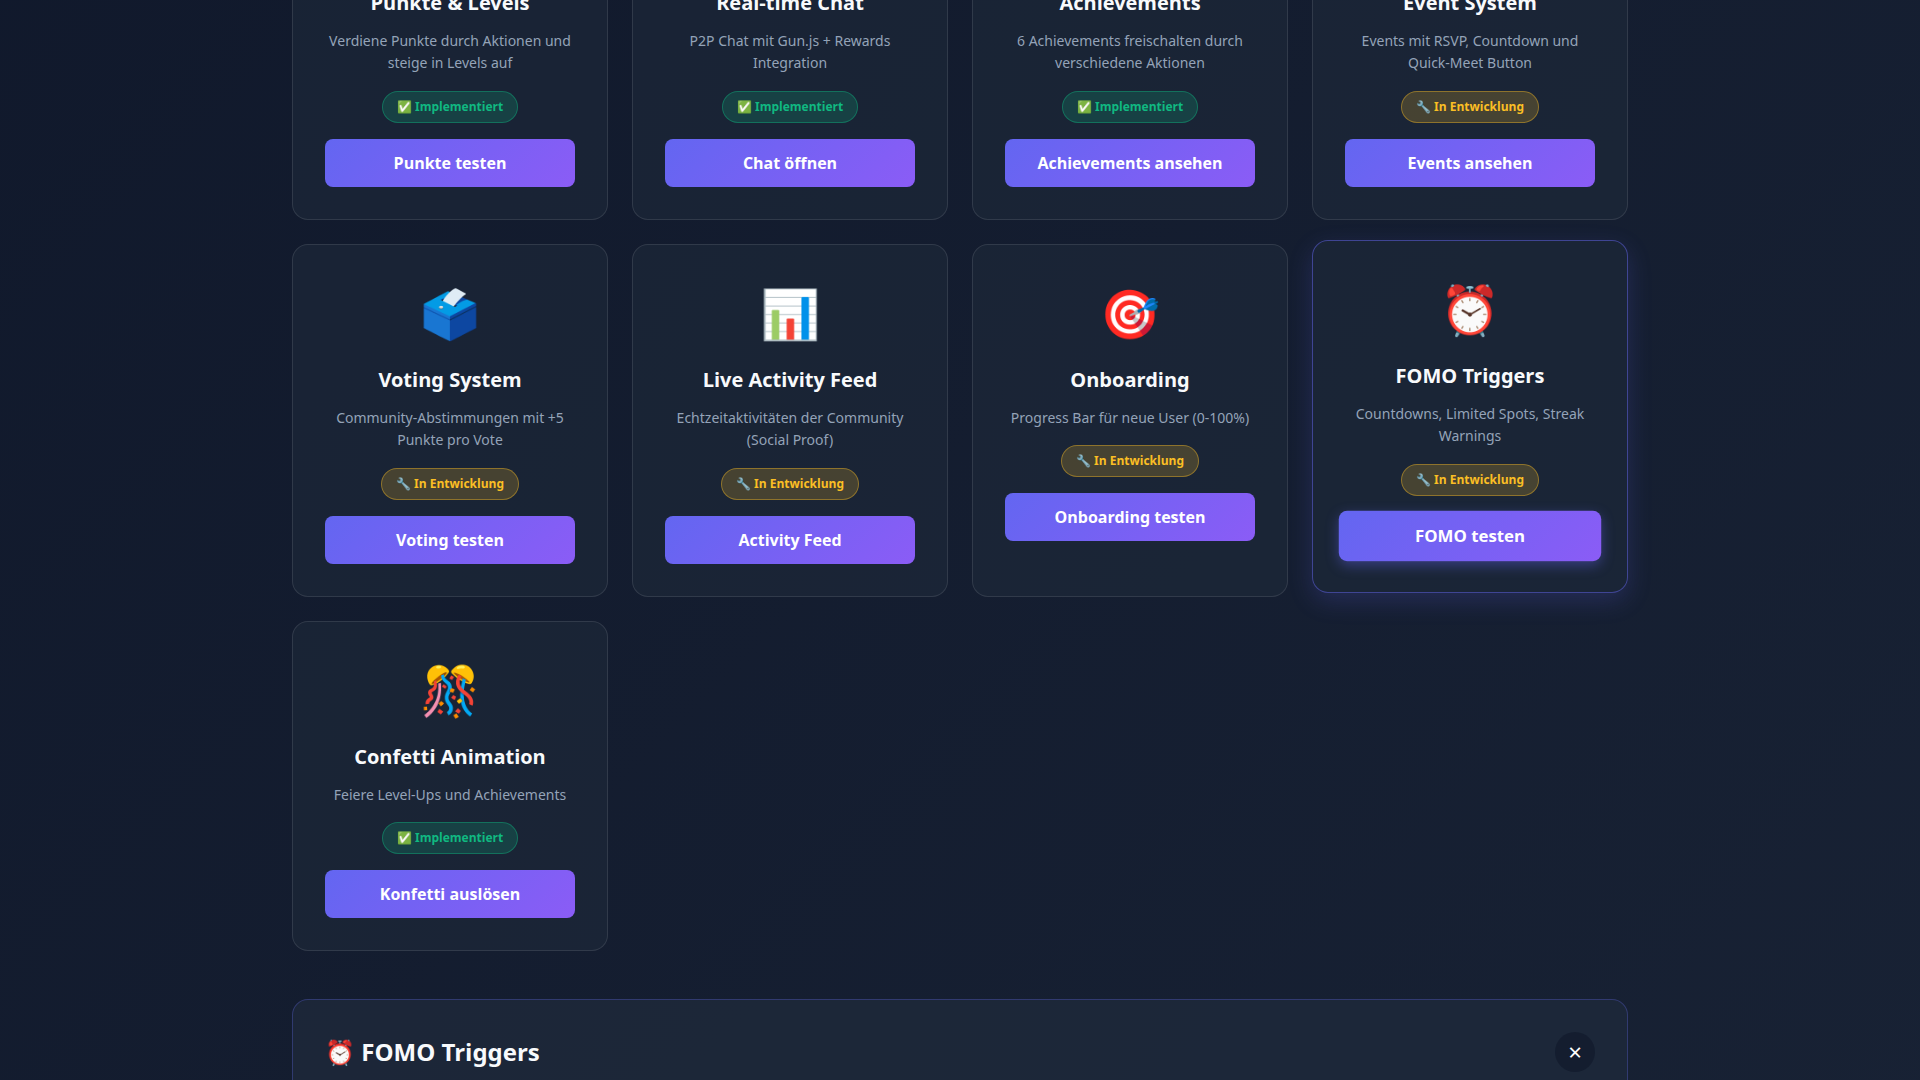 Punkte & Levels
Verdiene Punkte durch Aktionen und
steige in Levels auf
✅ Implementiert
Punkte testen
Real-time Chat
P2P Chat mit Gun.js + Rewards
Integration
✅ Implementiert
Chat öffnen
Achievements
6 Achievements freischalten durch
verschiedene Aktionen
✅ Implementiert
Achievements ansehen
Event System
Events mit RSVP, Countdown und
Quick-Meet Button
🔧 In Entwicklung
Events ansehen
Voting System
Community-Abstimmungen mit +5
Punkte pro Vote
🔧 In Entwicklung
Voting testen
Live Activity Feed
Echtzeitaktivitäten der Community
(Social Proof)
🔧 In Entwicklung
Activity Feed
Onboarding
Progress Bar für neue User (0-100%)
🔧 In Entwicklung
Onboarding testen
FOMO Triggers
Countdowns, Limited Spots, Streak
Warnings
🔧 In Entwicklung
FOMO testen
Confetti Animation
Feiere Level-Ups und Achievements
✅ Implementiert
Konfetti auslösen
⏰ FOMO Triggers
✕